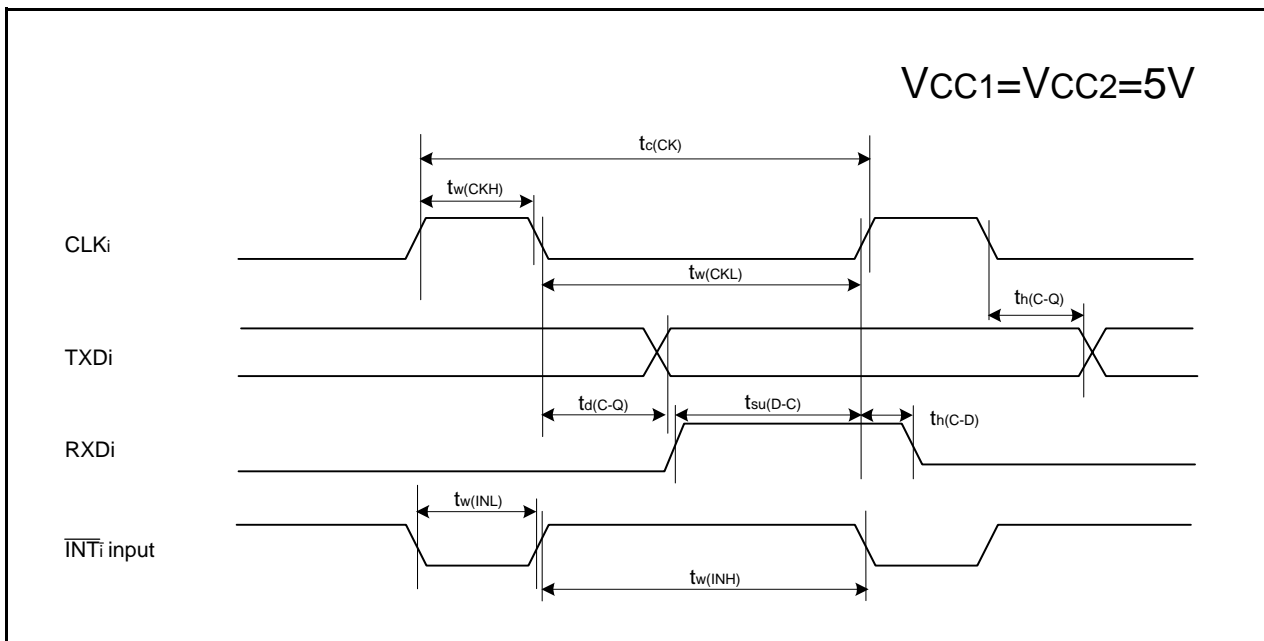 VCC1=VCC2=5V
tc(CK)
tw(CKH)
CLKi
tw(CKL)
th(C-Q)
TXDi
td(C-Q)
tsu(D-C)
th(C-D)
RXDi
tw(INL)
INTi input
tw(INH)